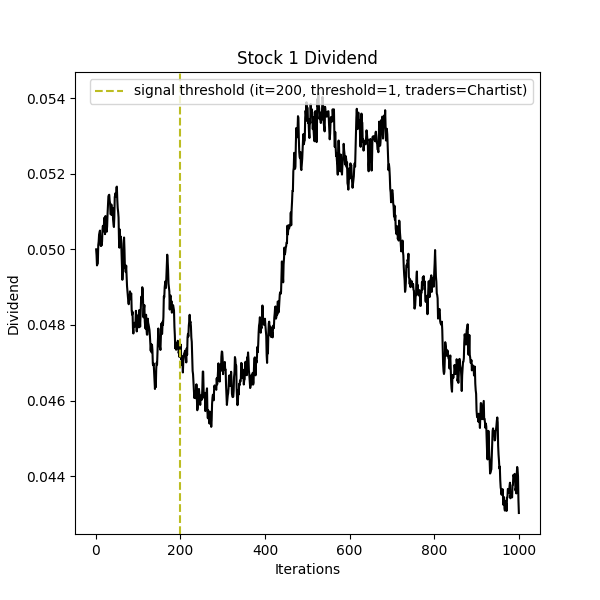 Stock 1 Dividend
signal threshold (it=200, threshold=1, traders=Chartist)
0.054
0.052
0.050
0.048
0.046
0.044
Dividend
0 200 400 600 800 1000
Iterations